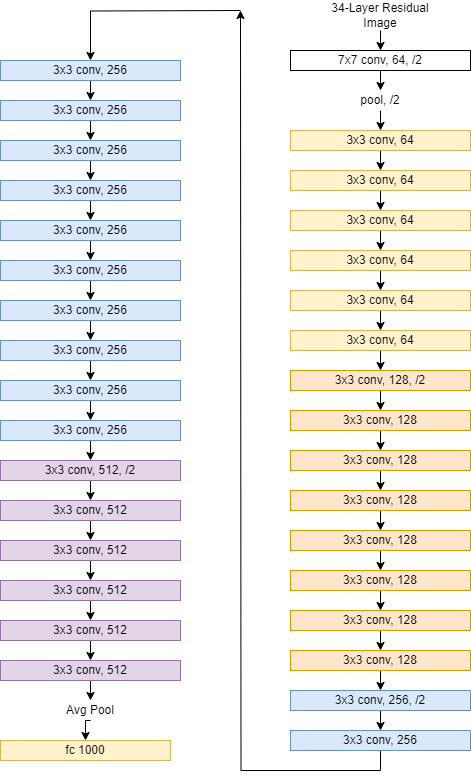 34-Layer Residual
Image
7x7 conv, 64, /2
pool, /2
3x3 conv, 64
3x3 conv, 64
3x3 conv, 64
3x3 conv, 64
3x3 conv, 64
3x3 conv, 64
3x3 conv, 128, /2
3x3 conv, 128
3x3 conv, 128
3x3 conv, 128
3x3 conv, 128
3x3 conv, 128
3x3 conv, 128
3x3 conv, 128
3x3 conv, 256, /2
3x3 conv, 256
3x3 conv, 256
3x3 conv, 256
3x3 conv, 256
3x3 conv, 256
3x3 conv, 256
3x3 conv, 256
3x3 conv, 256
3x3 conv, 256
3x3 conv, 256
3x3 conv, 256
3x3 conv, 512, /2
3x3 conv, 512
3x3 conv, 512
3x3 conv, 512
3x3 conv, 512
3x3 conv, 512
Avg Pool
fc 1000